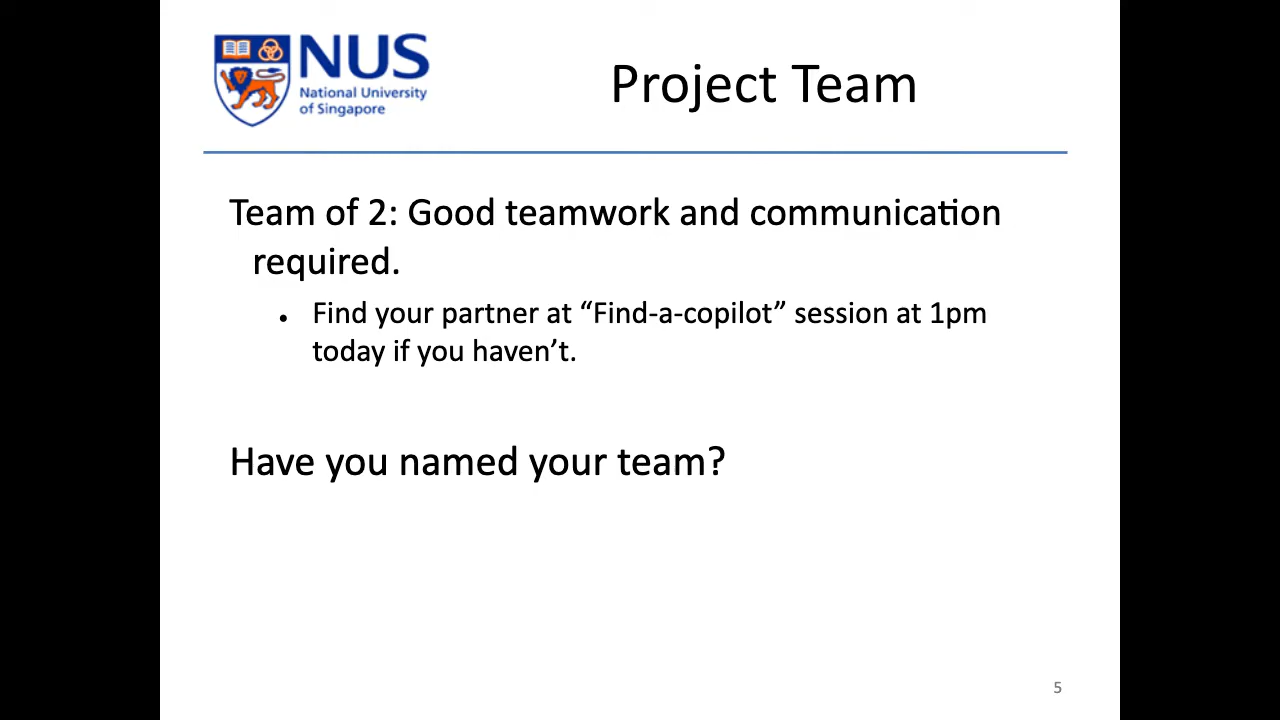 NUS
National University
of Singapore
Project Team
Team of 2: Good teamwork and communication
required.
• Find your partner at “Find-a-copilot” session at 1pm
today if you haven’t.
Have you named your team?
5